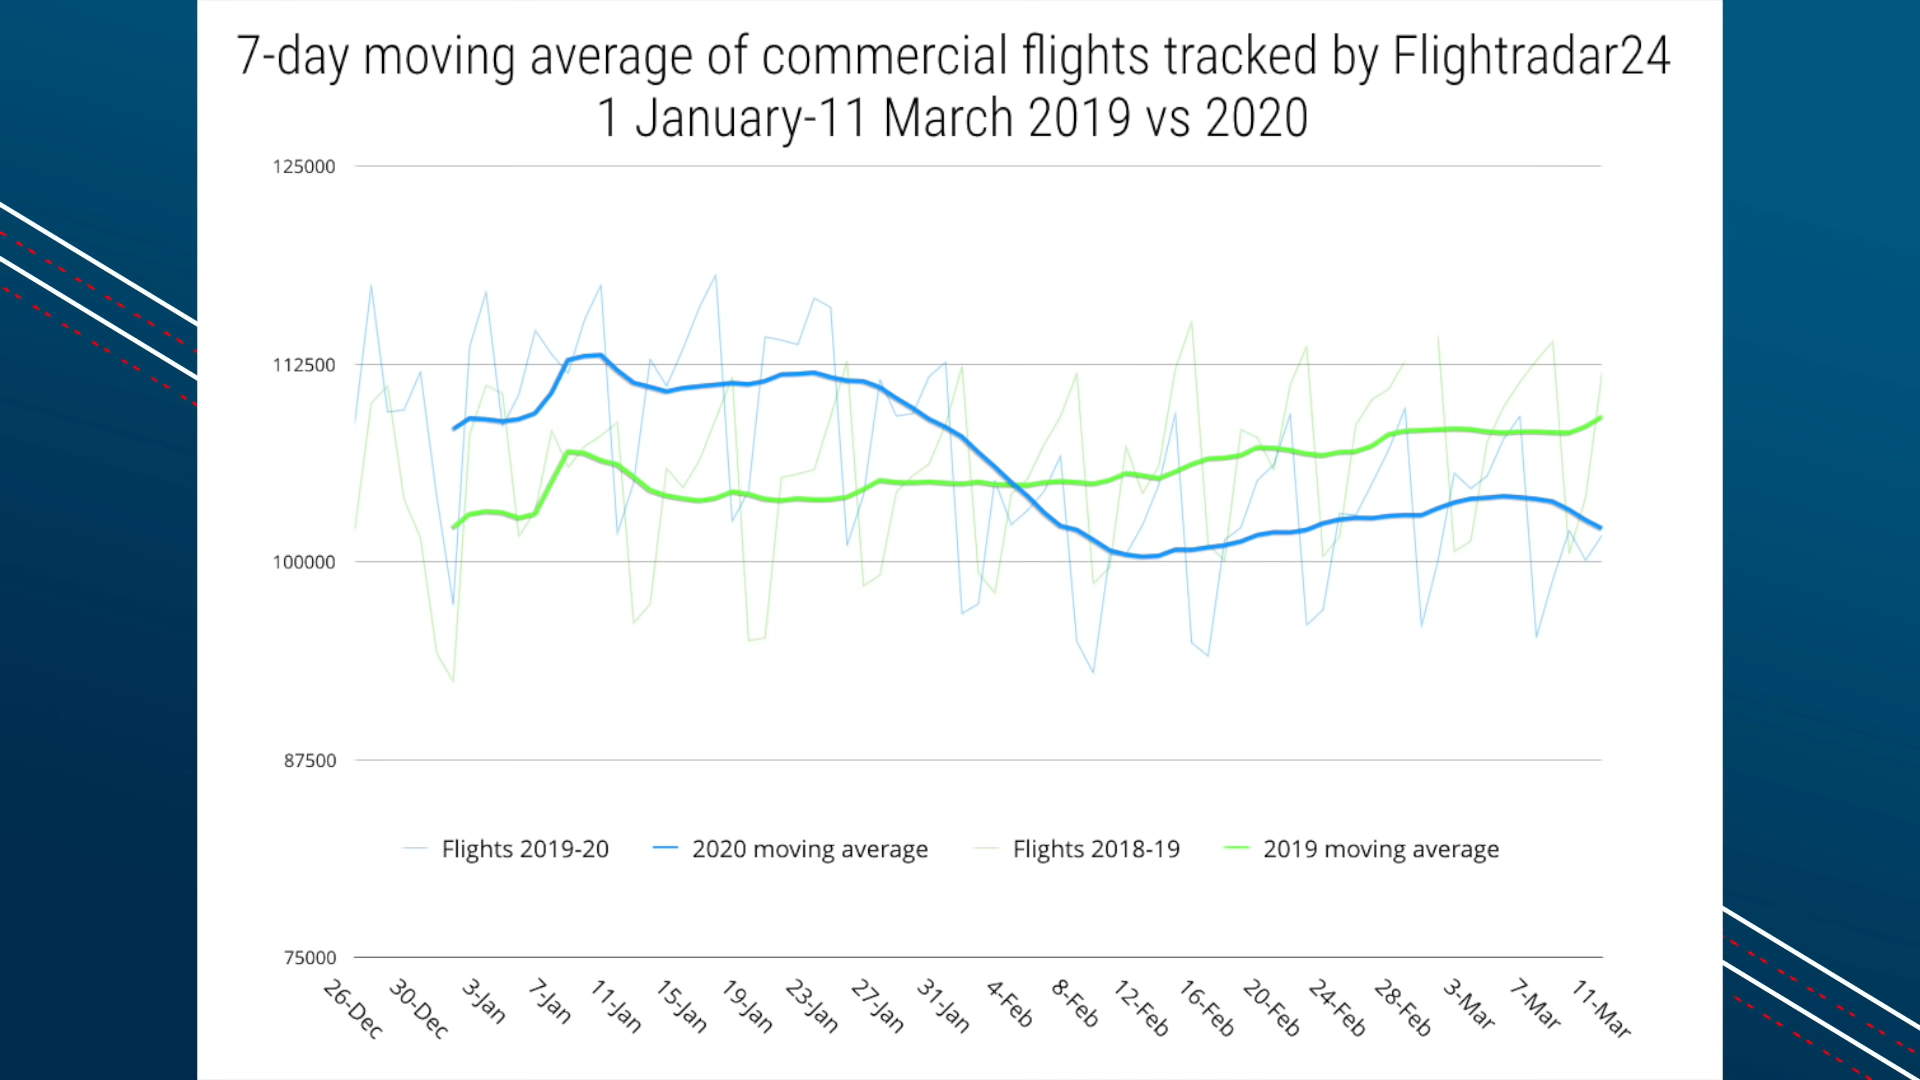 7-day moving average of commercial flights tracked by Flightradar24
1 January-11 March 2019 vs 2020
125000
112500
100000
87500
Flights 2019-20
2020 moving average
Flights 2018-19
2019 moving average
75000
26-Dec
30-Dec
3-Jan
7-Jan
11-Jan
15-Jan
19-Jan
23-Jan
27-Jan
31-Jan
4-Feb
8-Feb
12-Feb
16-Feb
20-Feb
24-Feb
28-Feb
3-Mar
7-Mar
11-Mar